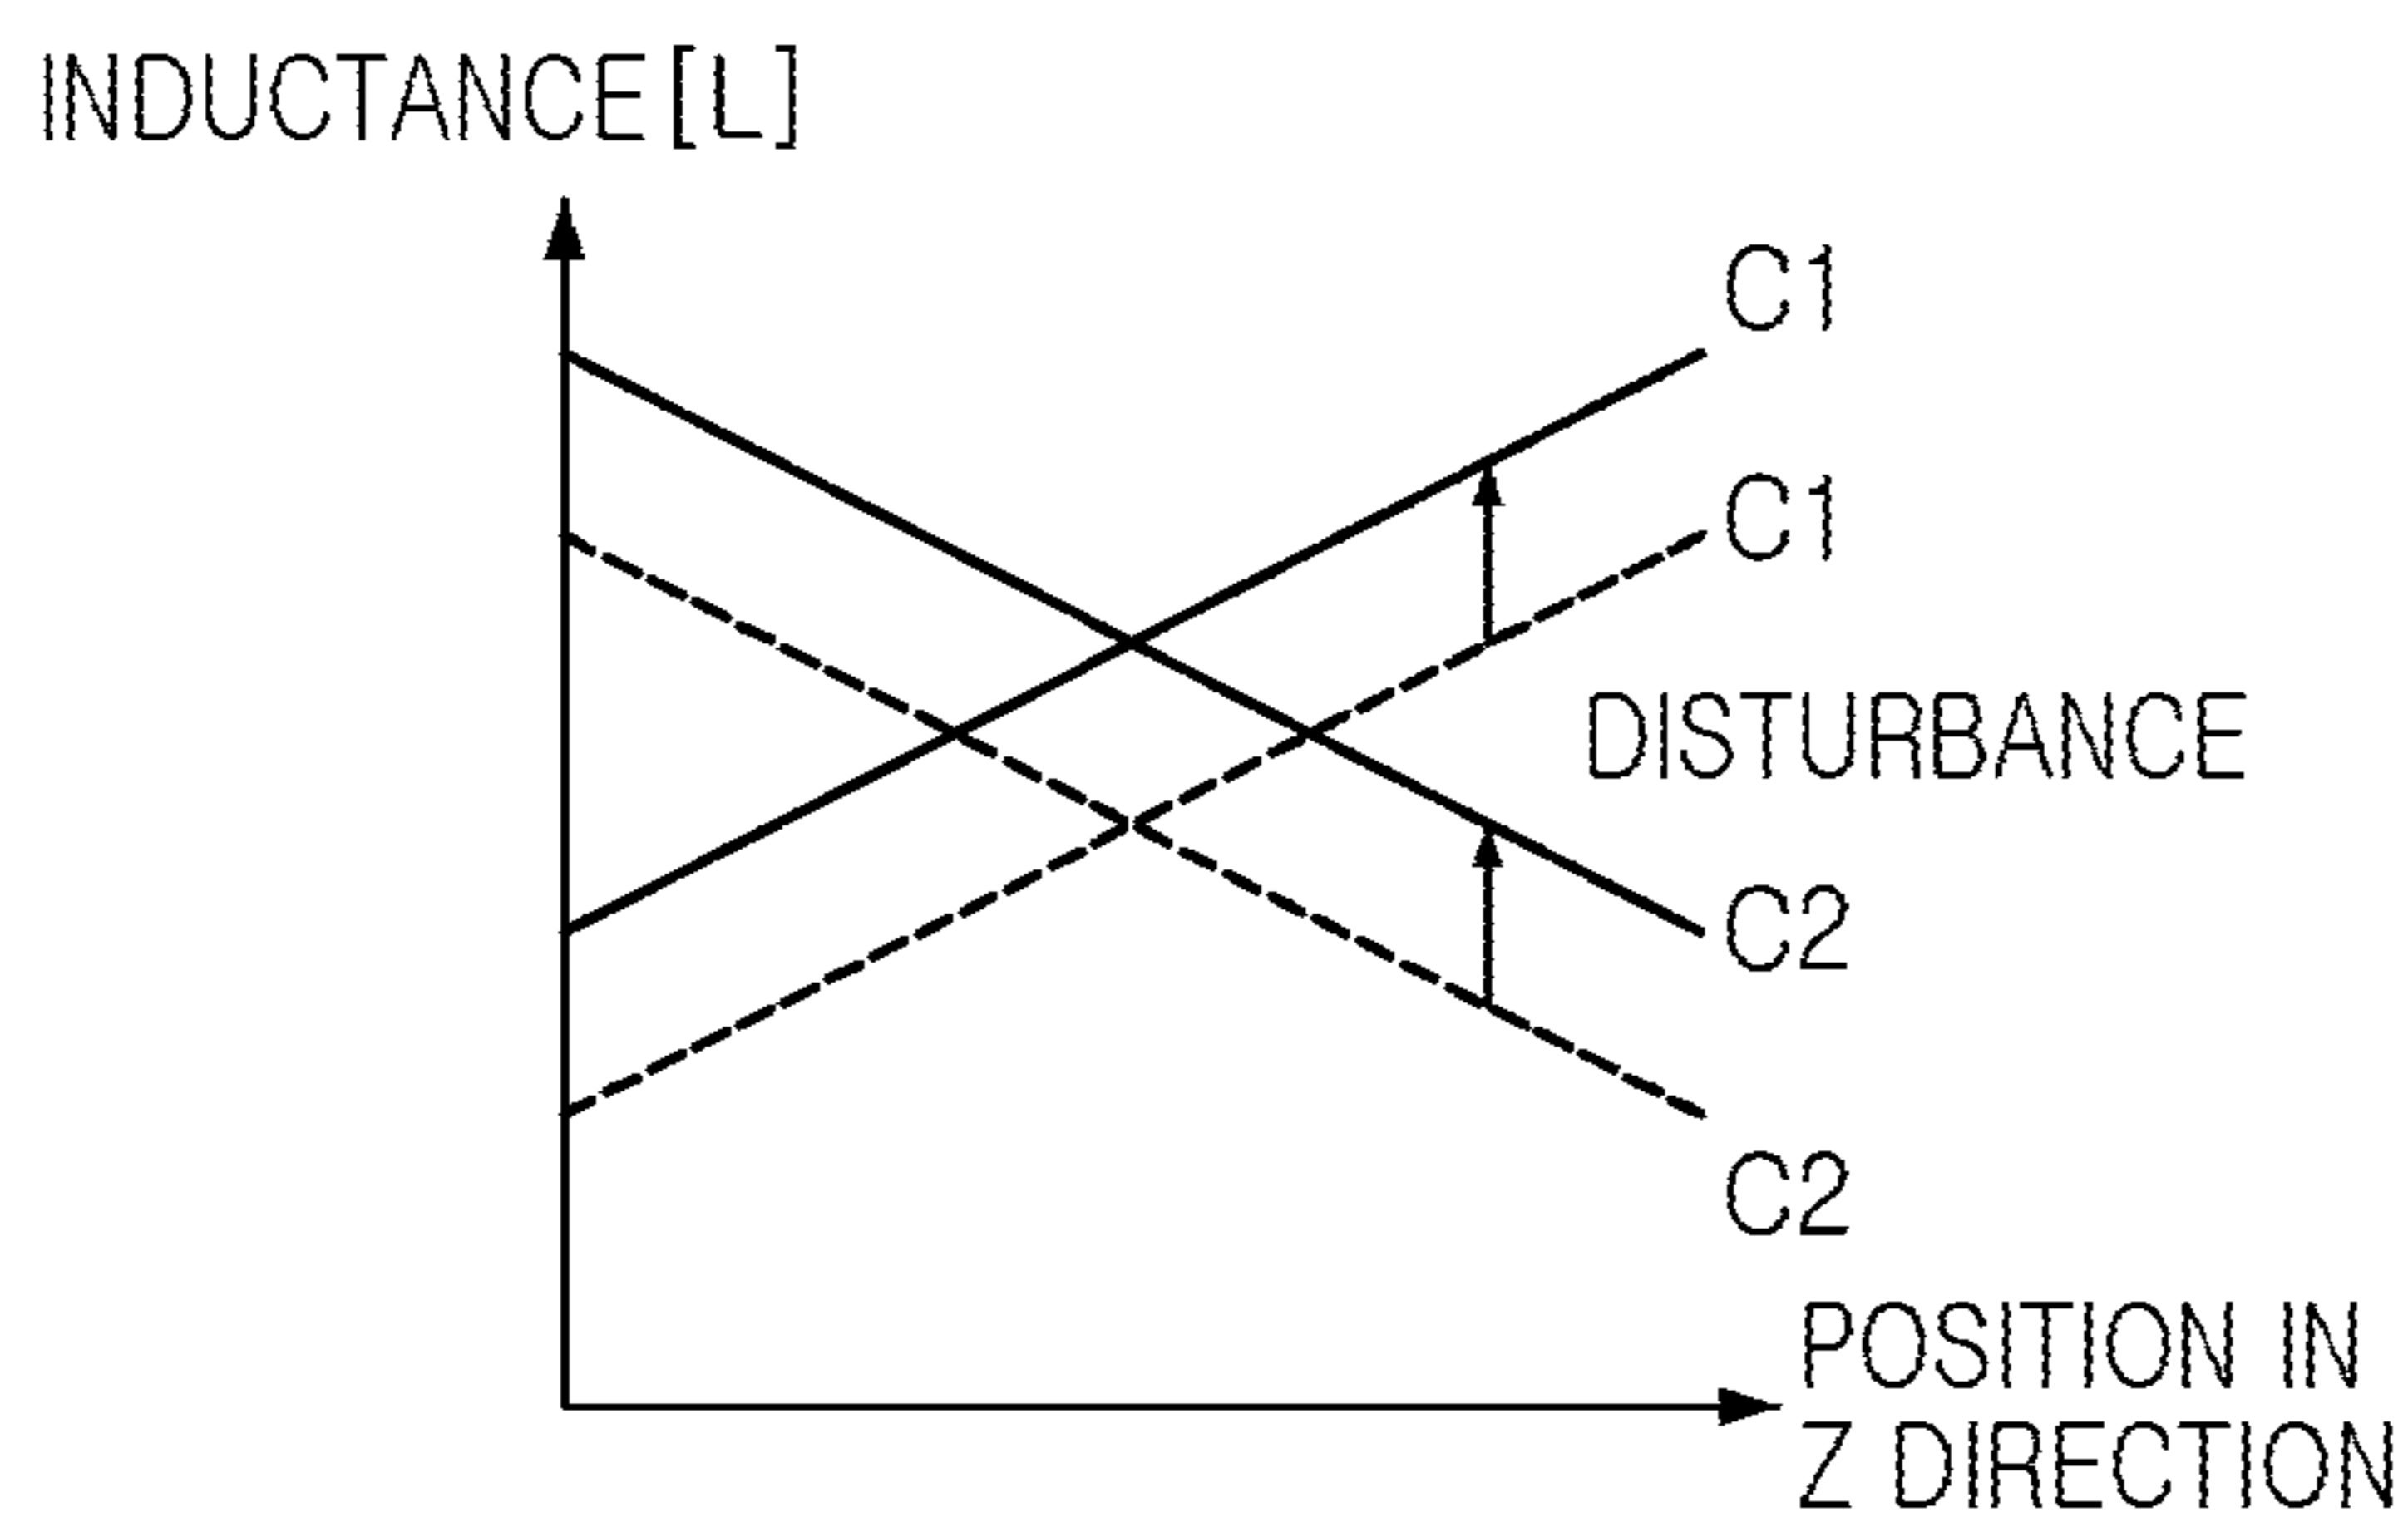 INDUCTANCE[L]
C1
C1
DISTURBANCE
C2
C2
POSITION IN
Z DIRECTION